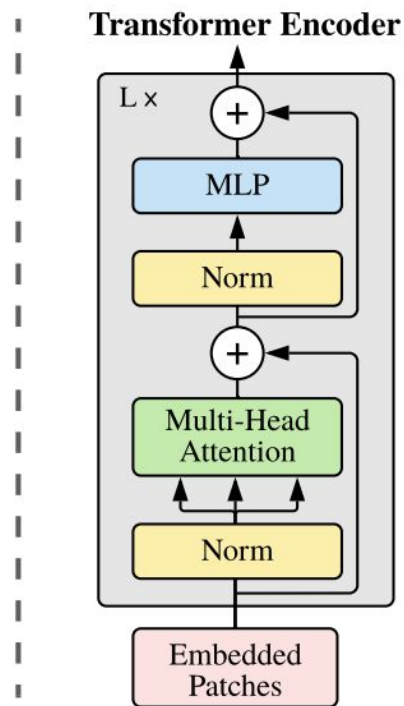 Transformer Encoder
L ×
+
MLP
Norm
+
Multi-Head
Attention
Norm
Embedded
Patches